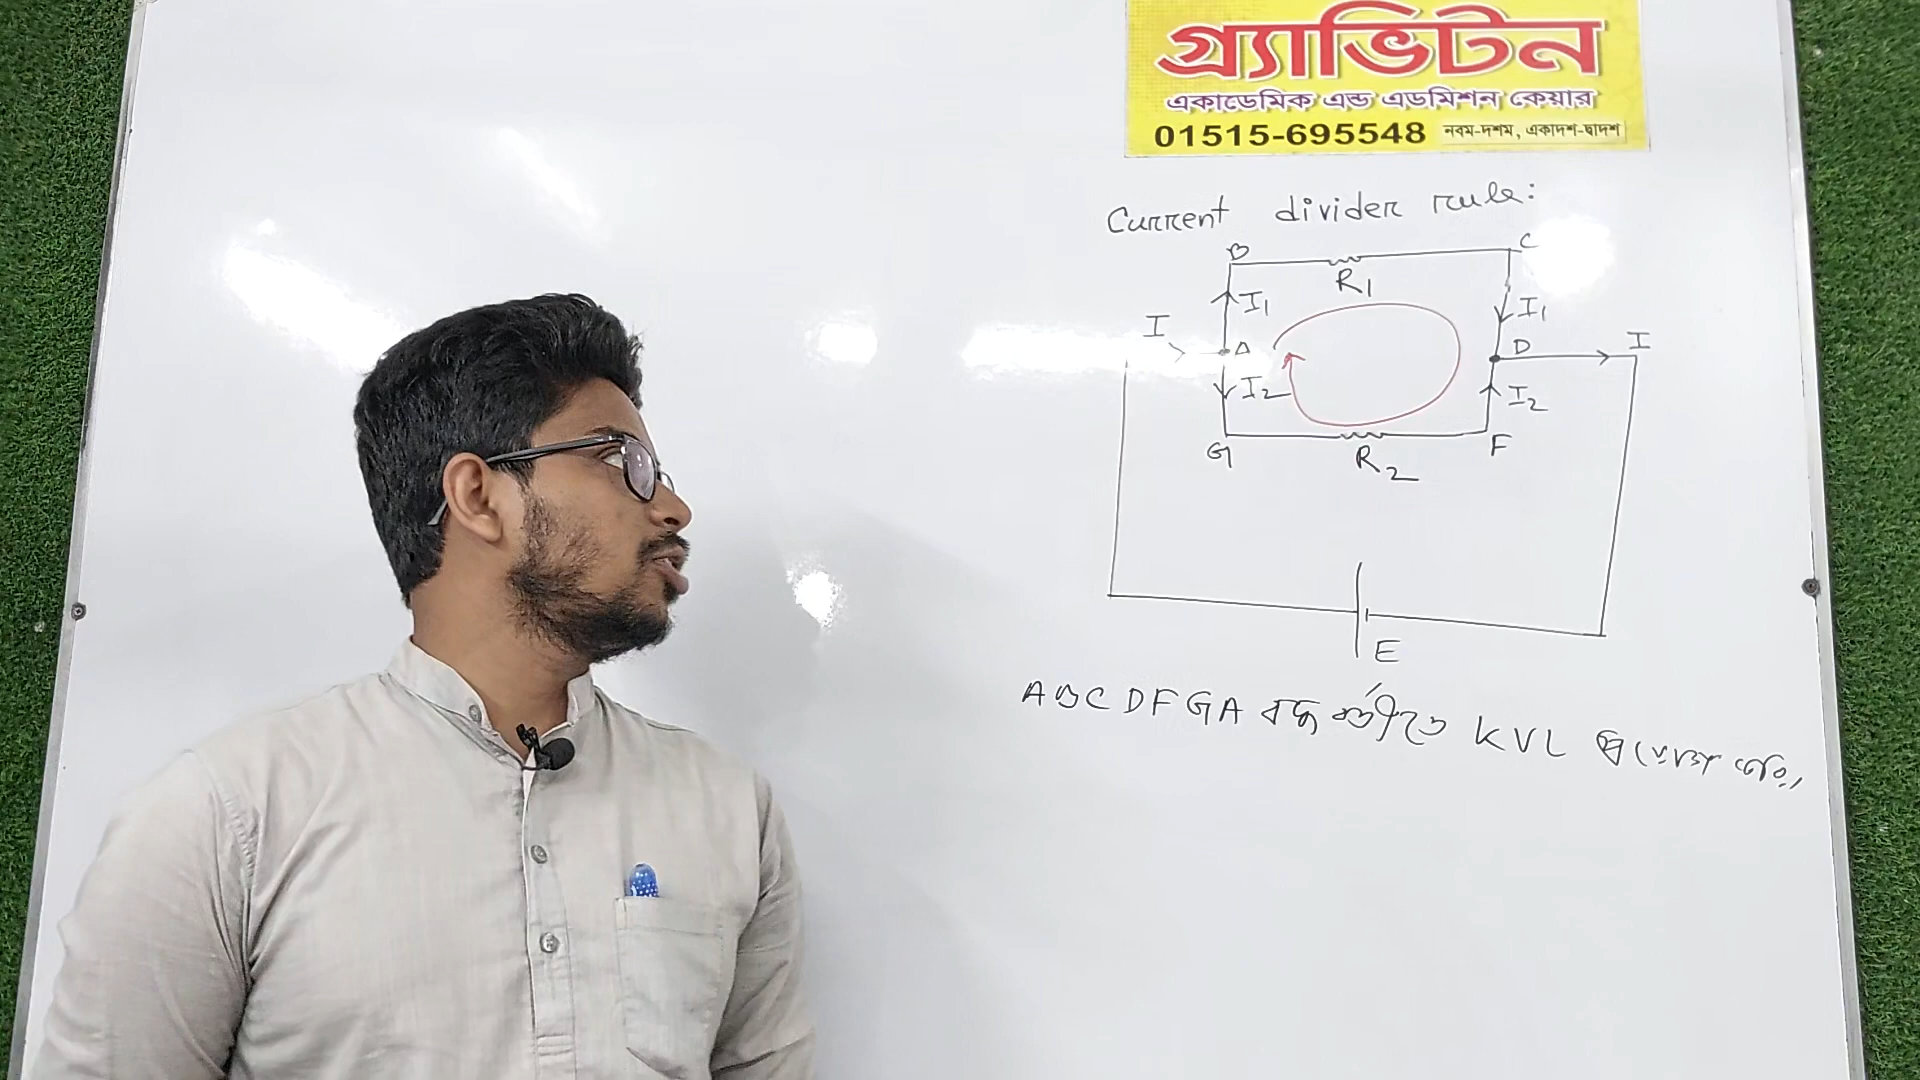 গ্র্যাভিটন
একাডেমিক এন্ড এডমিশন কেয়ার
01515-695548 নবম-দশম, একাদশ-দ্বাদশ
Current divider rule:
B C
R1
I1 I1
I A D I
I2 I2
G F
R2
E
ABCDFGA বদ্ধ বর্তনীতে KVL প্রয়োগ করে,